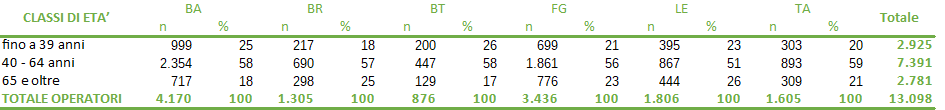 CLASSI DI ETA' BA BR BT FG LE TA Totale
n % n % n % n % n % n %
fino a 39 anni 999 25 217 18 200 26 699 21 395 23 303 20 2.925
40 - 64 anni 2.354 58 690 57 447 58 1.861 56 867 51 893 59 7.391
65 e oltre 717 18 298 25 129 17 776 23 444 26 309 21 2.781
TOTALE OPERATORI 4.170 100 1.305 100 876 100 3.436 100 1.806 100 1.605 100 13.098